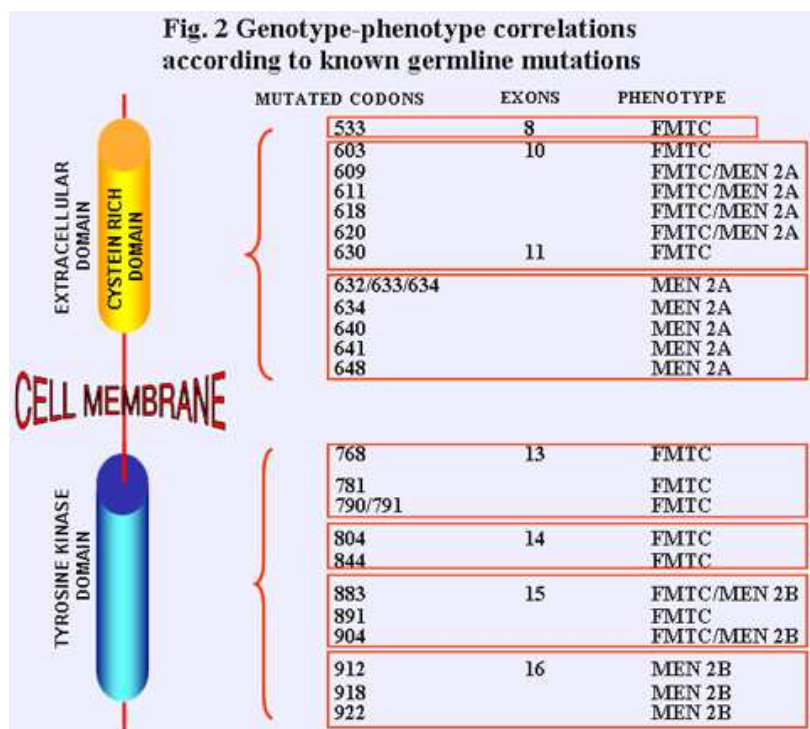 Fig. 2 Genotype-phenotype correlations
according to known germline mutations
MUTATED CODONS EXONS PHENOTYPE
533 8 FMTC
603 10 FMTC
609 FMTC/MEN 2A
611 FMTC/MEN 2A
618 FMTC/MEN 2A
620 FMTC/MEN 2A
630 11 FMTC
632/633/634 MEN 2A
634 MEN 2A
640 MEN 2A
641 MEN 2A
648 MEN 2A
EXTRACELLULAR
DOMAIN
CYSTEIN RICH
DOMAIN
CELL MEMBRANE
768 13 FMTC
781 FMTC
790/791 FMTC
804 14 FMTC
844 FMTC
883 15 FMTC/MEN 2B
891 FMTC
904 FMTC/MEN 2B
912 16 MEN 2B
918 MEN 2B
922 MEN 2B
TYROSINE KINASE
DOMAIN